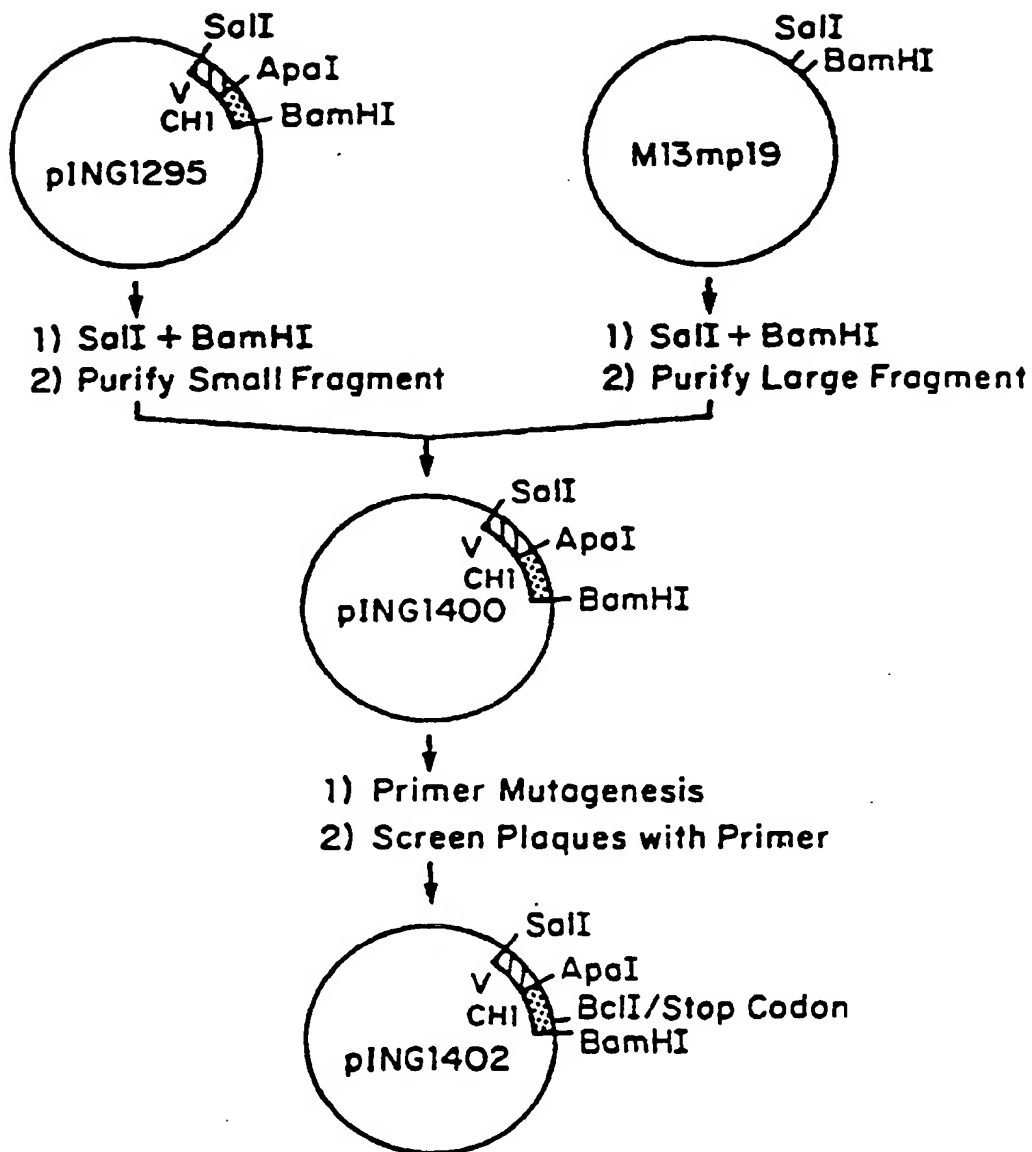 SalI
ApaI
V
CH1
BamHI
pING1295
SalI
BamHI
M13mp19
1) SalI + BamHI
2) Purify Small Fragment
1) SalI + BamHI
2) Purify Large Fragment
SalI
V
ApaI
CH1
BamHI
pING1400
1) Primer Mutagenesis
2) Screen Plaques with Primer
SalI
V
ApaI
CH1
BclI/Stop Codon
BamHI
pING1402